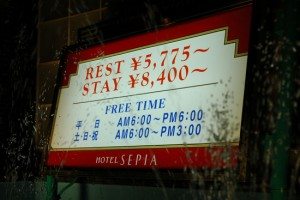 REST ¥5,775～
STAY ¥8,400～
FREE TIME
平 日 AM6:00～PM6:00
土・日・祝 AM6:00～PM3:00
HOTEL SEPIA